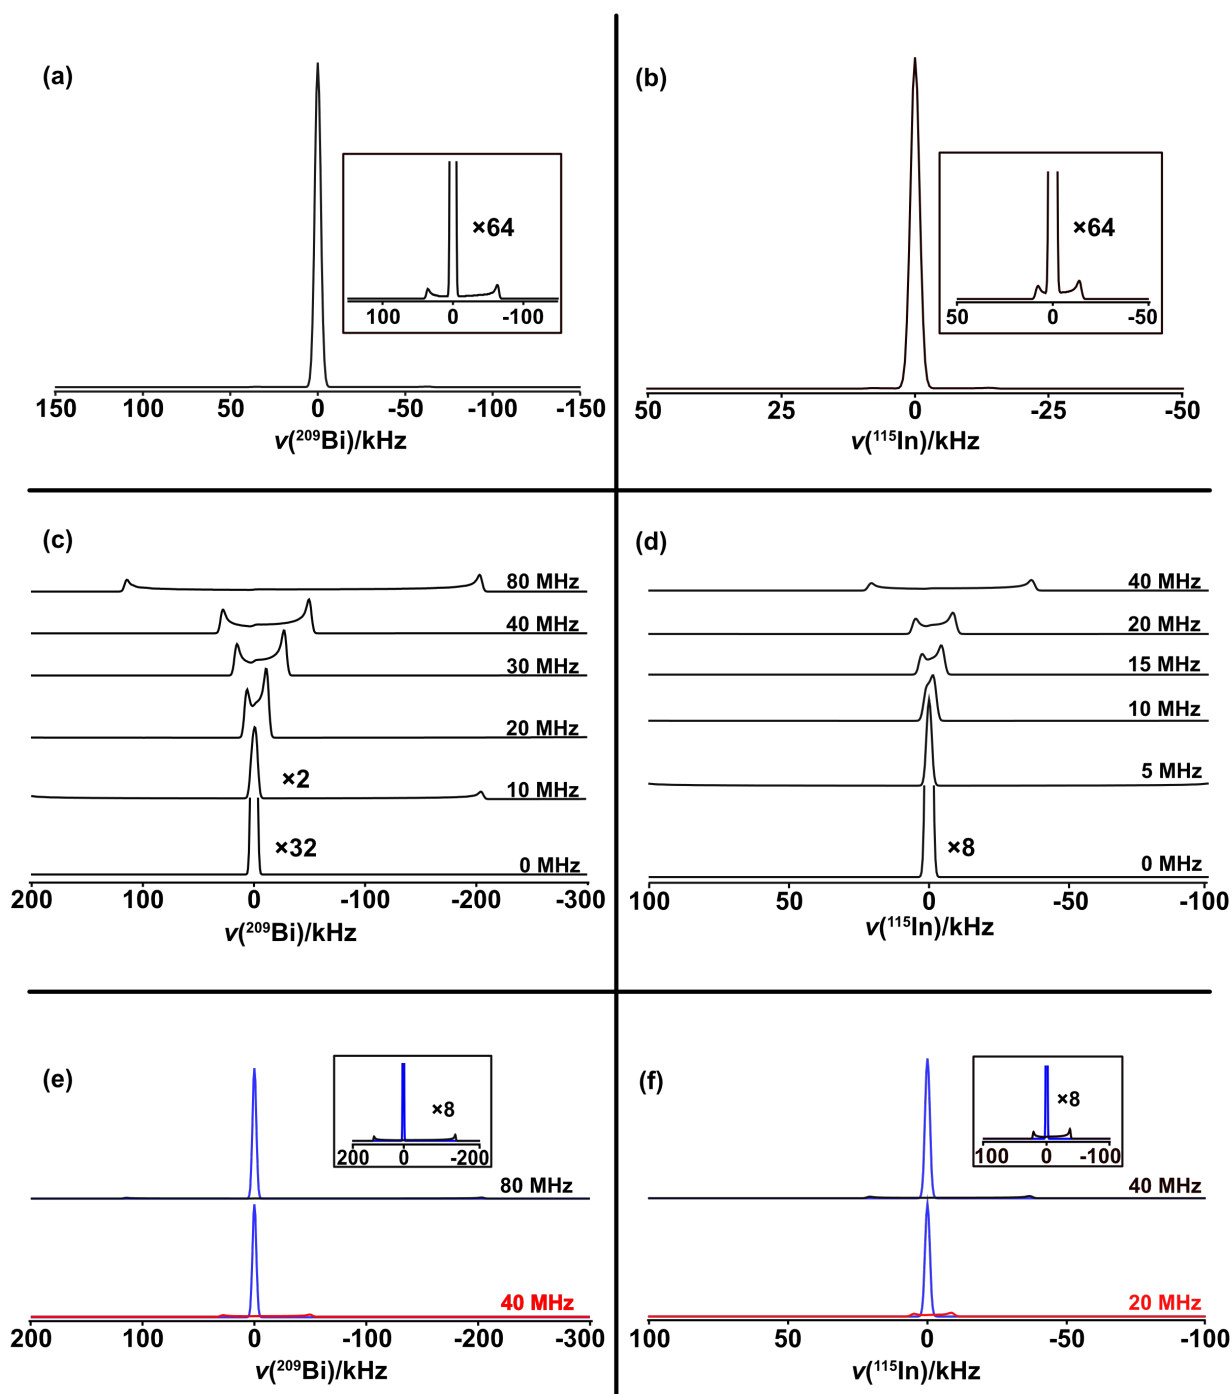 (a)
×64
100 0 -100
150 100 50 0 -50 -100 -150
ν(²⁰⁹Bi)/kHz
(b)
×64
50 0 -50
50 25 0 -25 -50
ν(¹¹⁵In)/kHz
(c)
80 MHz
40 MHz
30 MHz
20 MHz
×2
10 MHz
×32
0 MHz
200 100 0 -100 -200 -300
ν(²⁰⁹Bi)/kHz
(d)
40 MHz
20 MHz
15 MHz
10 MHz
5 MHz
×8
0 MHz
100 50 0 -50 -100
ν(¹¹⁵In)/kHz
(e)
×8
200 0 -200
80 MHz
40 MHz
200 100 0 -100 -200 -300
ν(²⁰⁹Bi)/kHz
(f)
×8
100 0 -100
40 MHz
20 MHz
100 50 0 -50 -100
ν(¹¹⁵In)/kHz